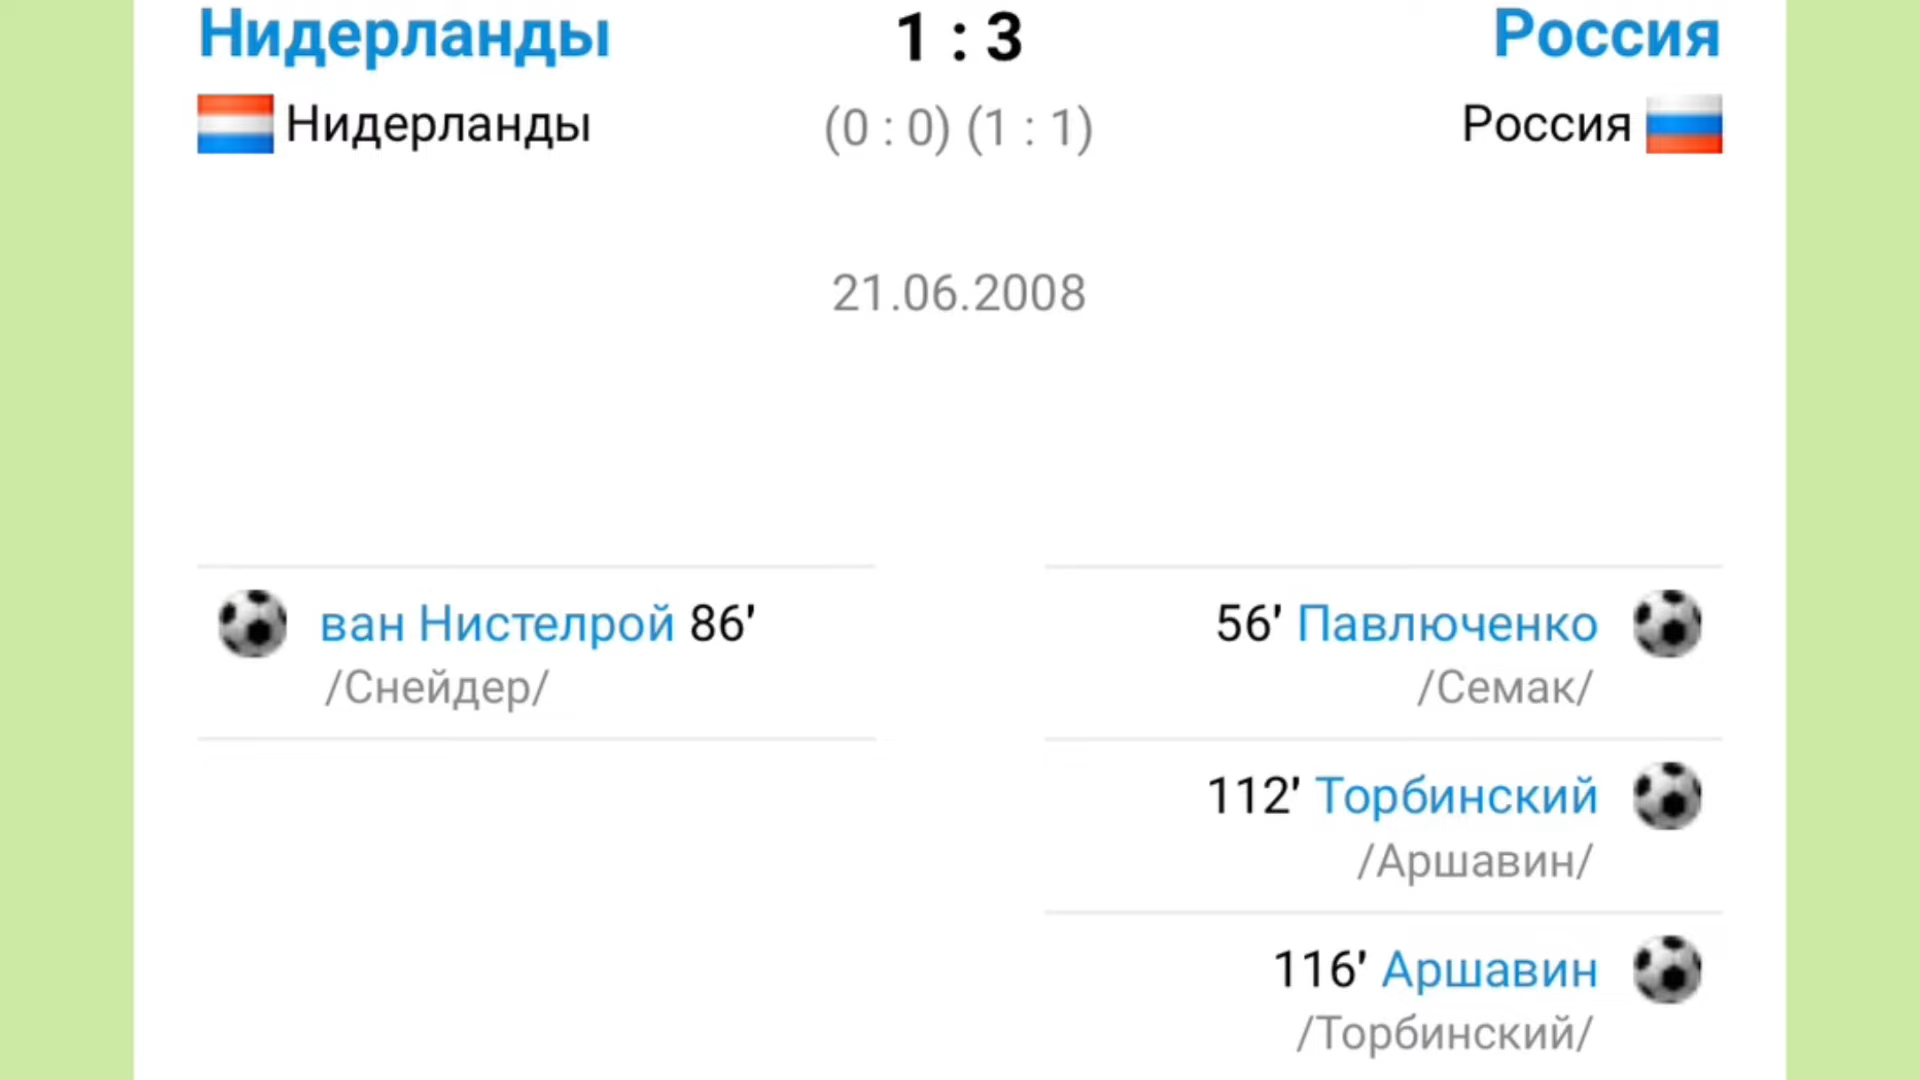 Нидерланды 1 : 3 Россия
Нидерланды (0 : 0) (1 : 1) Россия
21.06.2008
ван Нистелрой 86'
/Снейдер/
56' Павлюченко
/Семак/
112' Торбинский
/Аршавин/
116' Аршавин
/Торбинский/